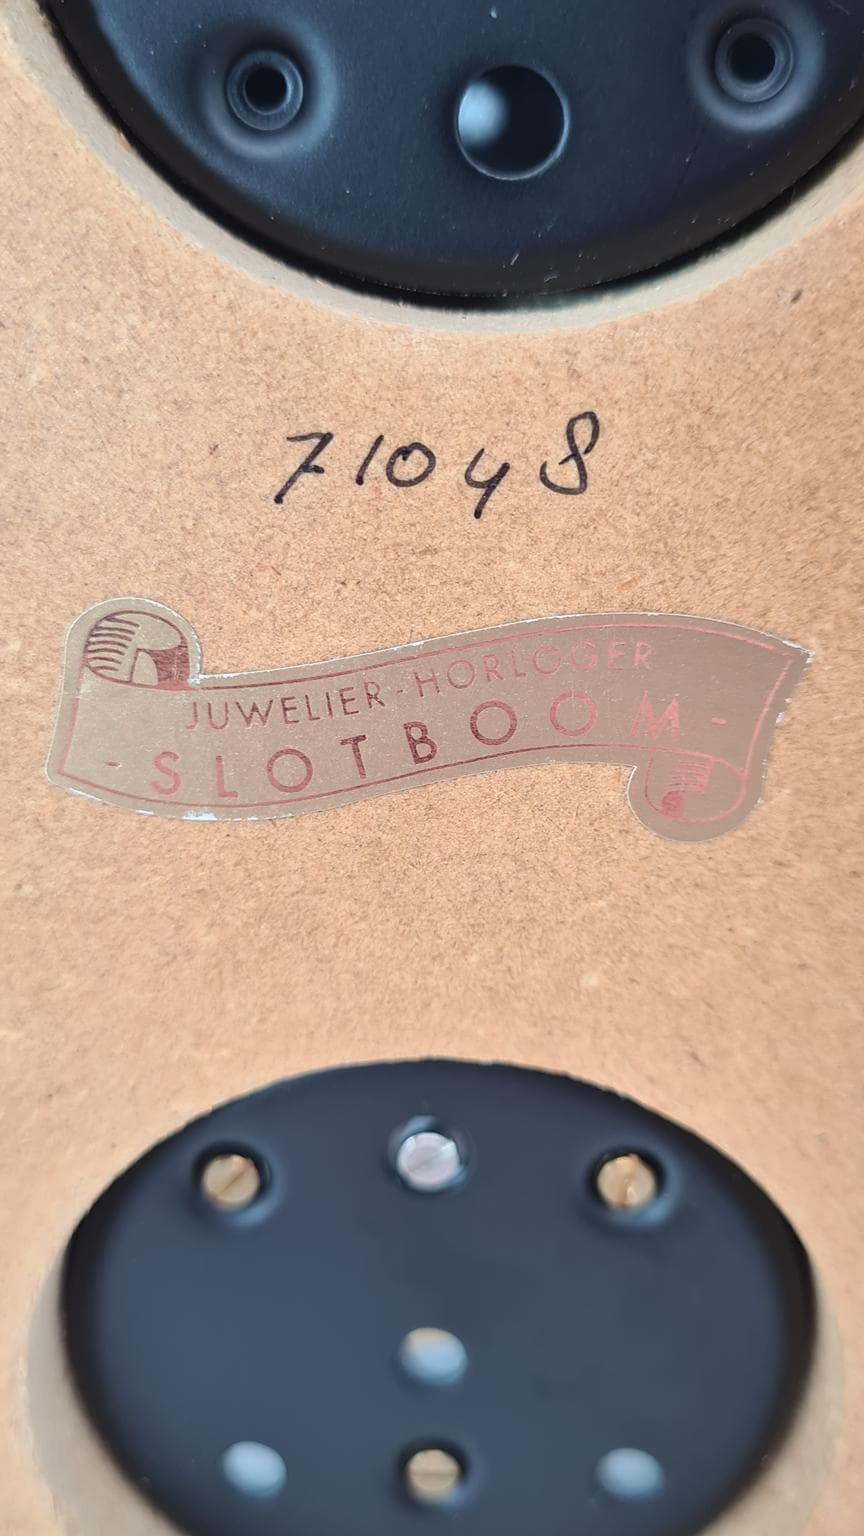 71048
JUWELIER-HORLOGER
- SLOTBOOM -